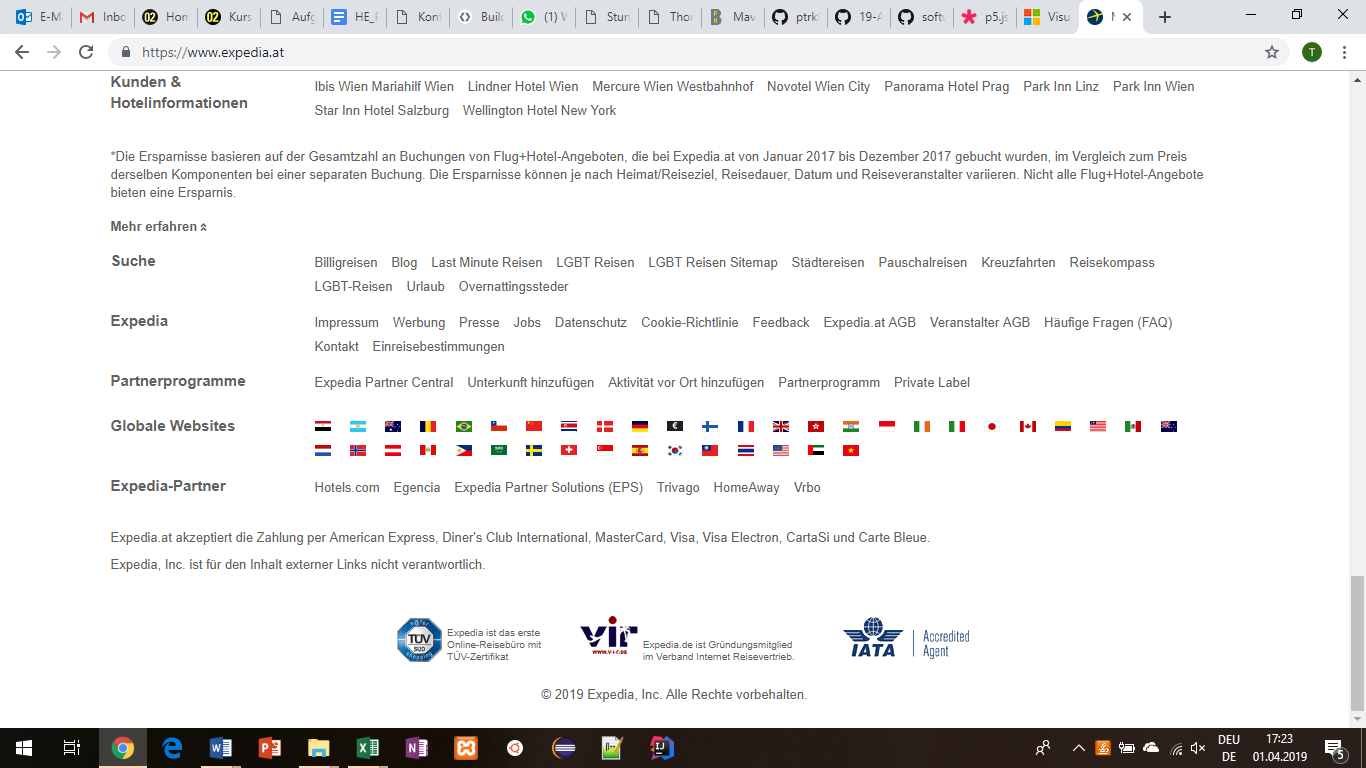 E-Ma Inbo Hom Kurs Aufg HE_F Konf Build (1) W Stun Thor Mav ptrk 19-A softw p5.js Visu
https://www.expedia.at T
Kunden & Hotelinformationen
Ibis Wien Mariahilf Wien Lindner Hotel Wien Mercure Wien Westbahnhof Novotel Wien City Panorama Hotel Prag Park Inn Linz Park Inn Wien
Star Inn Hotel Salzburg Wellington Hotel New York
*Die Ersparnisse basieren auf der Gesamtzahl an Buchungen von Flug+Hotel-Angeboten, die bei Expedia.at von Januar 2017 bis Dezember 2017 gebucht wurden, im Vergleich zum Preis
derselben Komponenten bei einer separaten Buchung. Die Ersparnisse können je nach Heimat/Reiseziel, Reisedauer, Datum und Reiseveranstalter variieren. Nicht alle Flug+Hotel-Angebote
bieten eine Ersparnis.
Mehr erfahren
Suche Billigreisen Blog Last Minute Reisen LGBT Reisen LGBT Reisen Sitemap Städtereisen Pauschalreisen Kreuzfahrten Reisekompass
LGBT-Reisen Urlaub Overnattingssteder
Expedia Impressum Werbung Presse Jobs Datenschutz Cookie-Richtlinie Feedback Expedia.at AGB Veranstalter AGB Häufige Fragen (FAQ)
Kontakt Einreisebestimmungen
Partnerprogramme Expedia Partner Central Unterkunft hinzufügen Aktivität vor Ort hinzufügen Partnerprogramm Private Label
Globale Websites
Expedia-Partner Hotels.com Egencia Expedia Partner Solutions (EPS) Trivago HomeAway Vrbo
Expedia.at akzeptiert die Zahlung per American Express, Diner's Club International, MasterCard, Visa, Visa Electron, CartaSi und Carte Bleue.
Expedia, Inc. ist für den Inhalt externer Links nicht verantwortlich.
TÜV SÜD
Expedia ist das erste
Online-Reisebüro mit
TÜV-Zertifikat
vir
www.v-i-r.de
Expedia.de ist Gründungsmitglied
im Verband Internet Reisevertrieb.
IATA
Accredited
Agent
© 2019 Expedia, Inc. Alle Rechte vorbehalten.
DEU 17:23
DE 01.04.2019 5